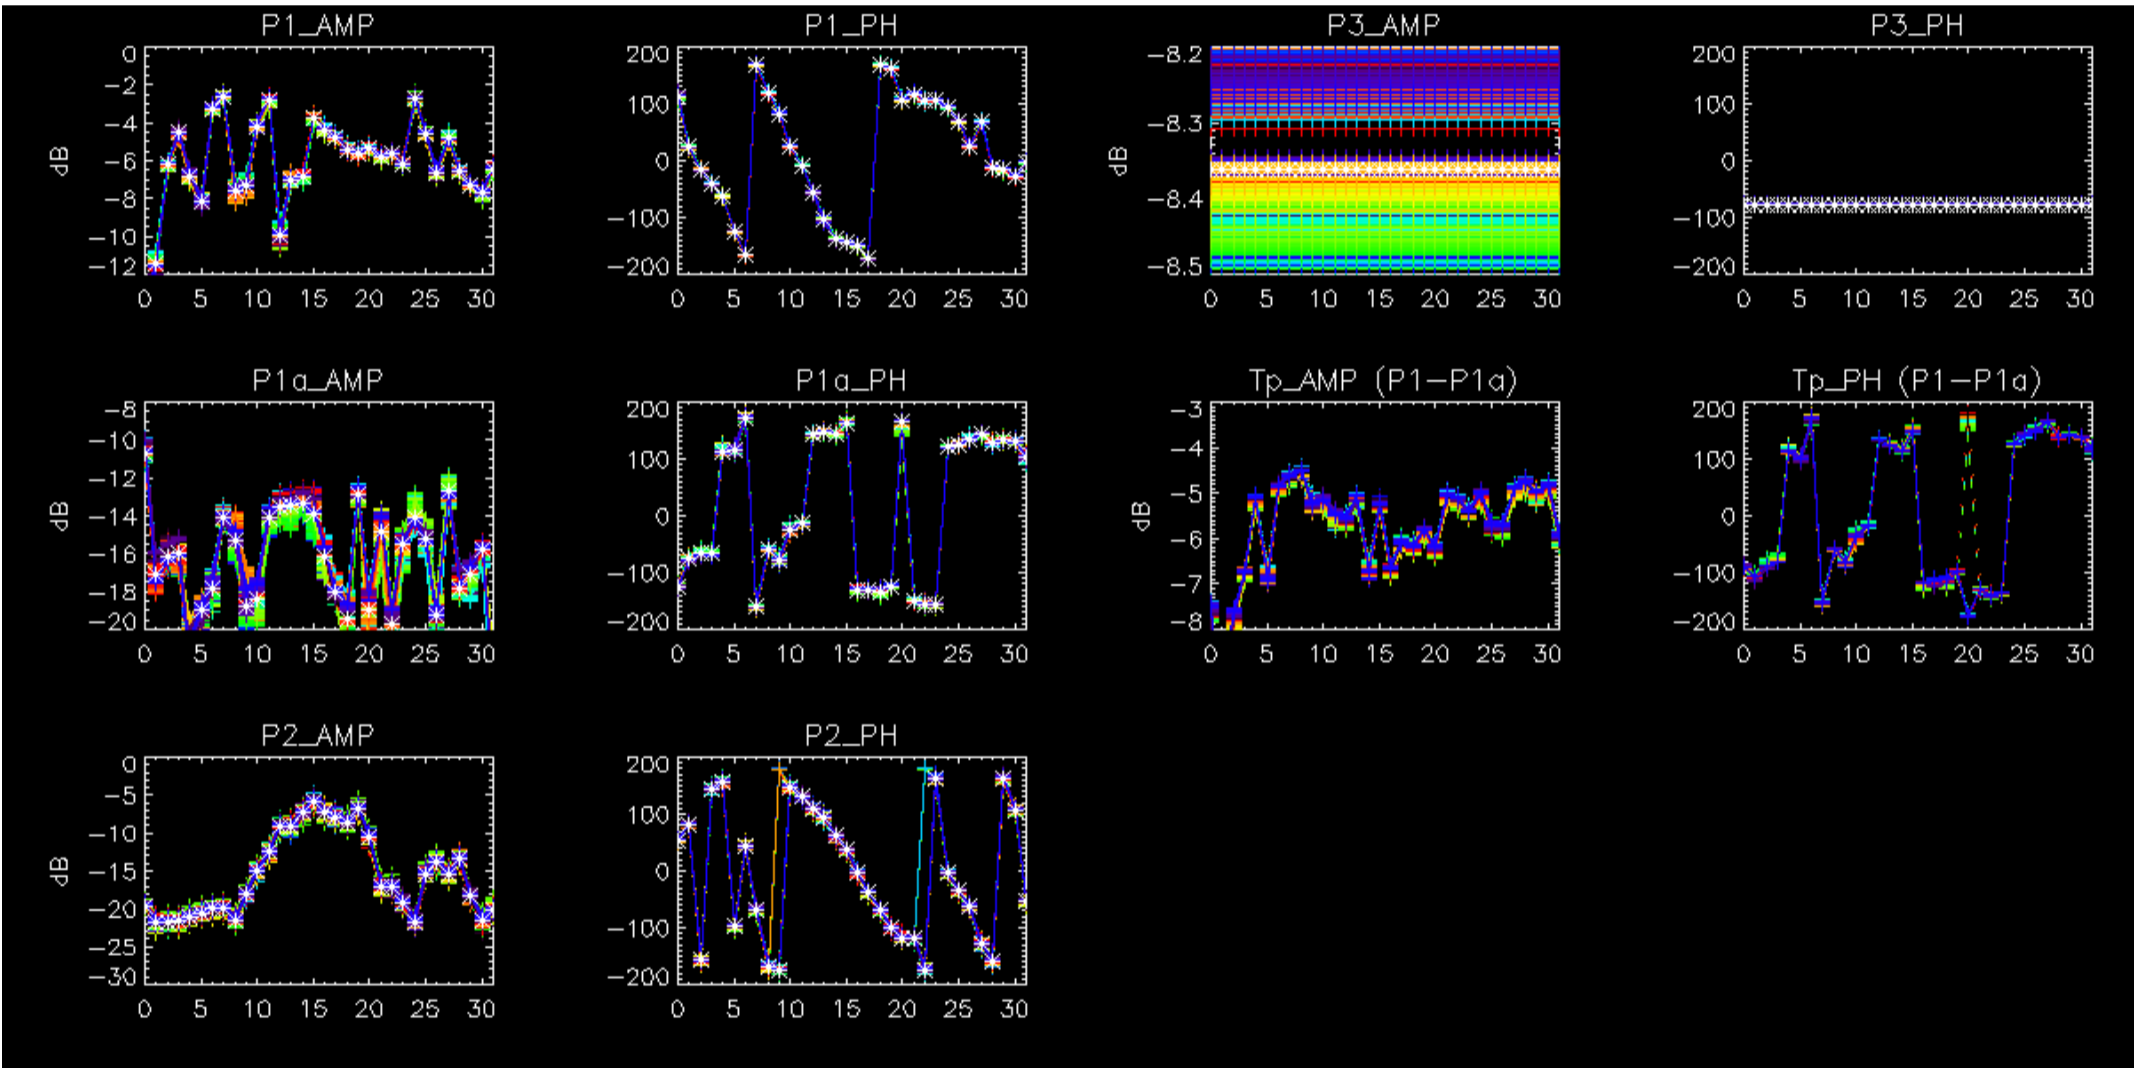 P1_AMP
0
−2
−4
−6
−8
−10
−12
dB
0 5 10 15 20 25 30
P1_PH
200
100
0
−100
−200
0 5 10 15 20 25 30
P3_AMP
−8.2
−8.3
−8.4
−8.5
dB
0 5 10 15 20 25 30
P3_PH
200
100
0
−100
−200
0 5 10 15 20 25 30
P1a_AMP
−8
−10
−12
−14
−16
−18
−20
dB
0 5 10 15 20 25 30
P1a_PH
200
100
0
−100
−200
0 5 10 15 20 25 30
Tp_AMP (P1−P1a)
−3
−4
−5
−6
−7
−8
dB
0 5 10 15 20 25 30
Tp_PH (P1−P1a)
200
100
0
−100
−200
0 5 10 15 20 25 30
P2_AMP
0
−5
−10
−15
−20
−25
−30
dB
0 5 10 15 20 25 30
P2_PH
200
100
0
−100
−200
0 5 10 15 20 25 30